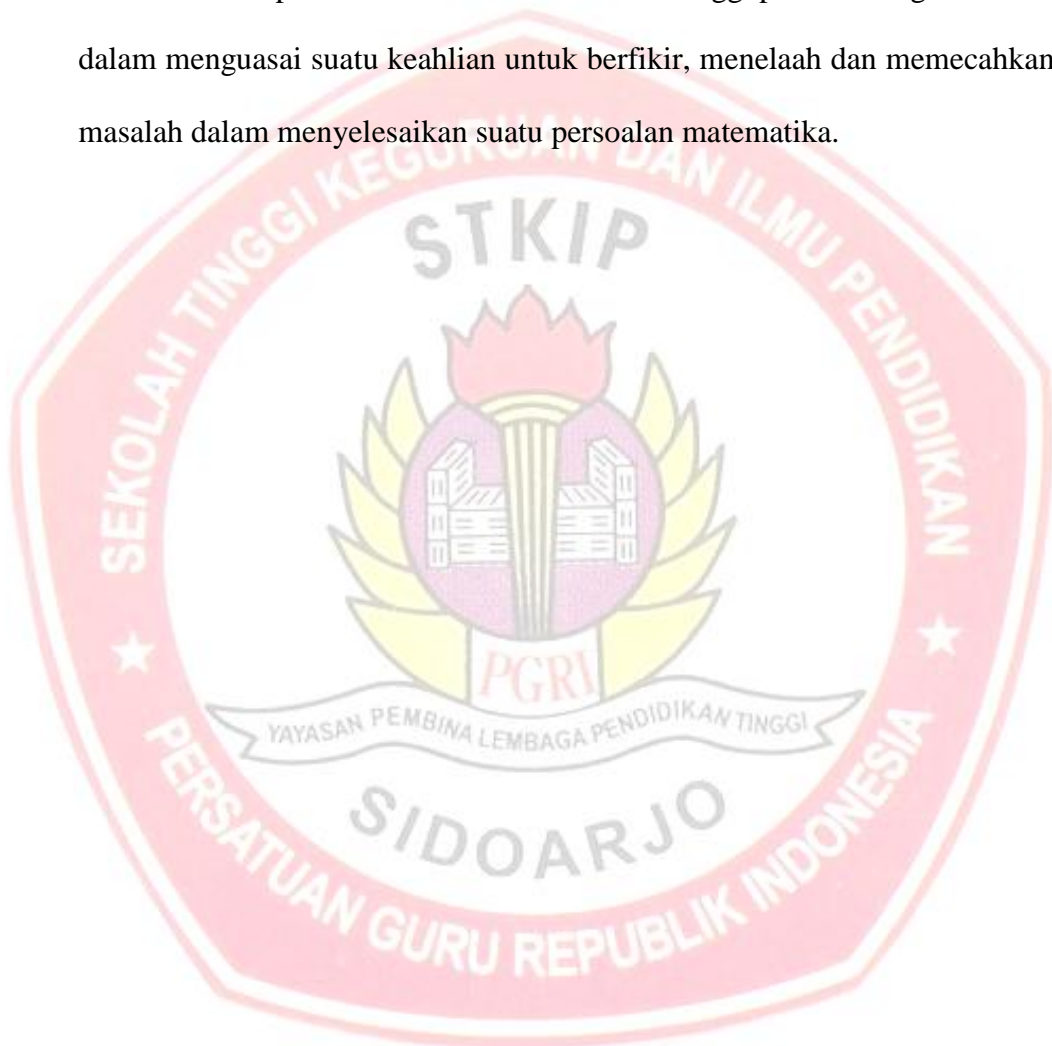 dalam menguasai suatu keahlian untuk berfikir, menelaah dan memecahkan
masalah dalam menyelesaikan suatu persoalan matematika.
SEKOLAH TINGGI KEGURUAN DAN ILMU PENDIDIKAN
STKIP
PGRI
YAYASAN PEMBINA LEMBAGA PENDIDIKAN TINGGI
SIDOARJO
PERSATUAN GURU REPUBLIK INDONESIA